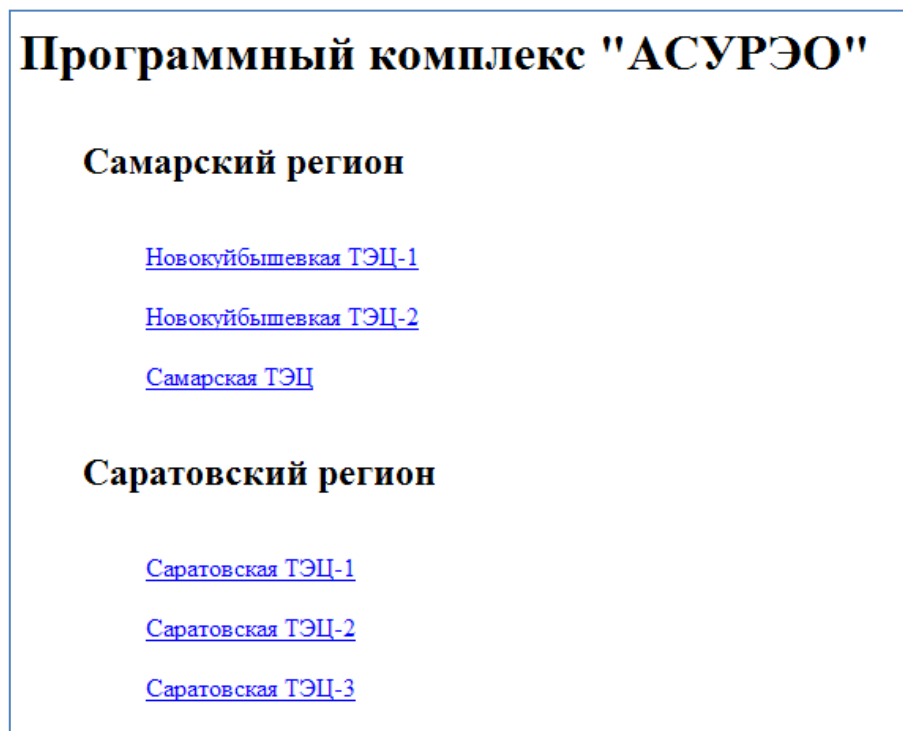 Программный комплекс "АСУРЭО"
Самарский регион
Новокуйбышевкая ТЭЦ-1
Новокуйбышевкая ТЭЦ-2
Самарская ТЭЦ
Саратовский регион
Саратовская ТЭЦ-1
Саратовская ТЭЦ-2
Саратовская ТЭЦ-3